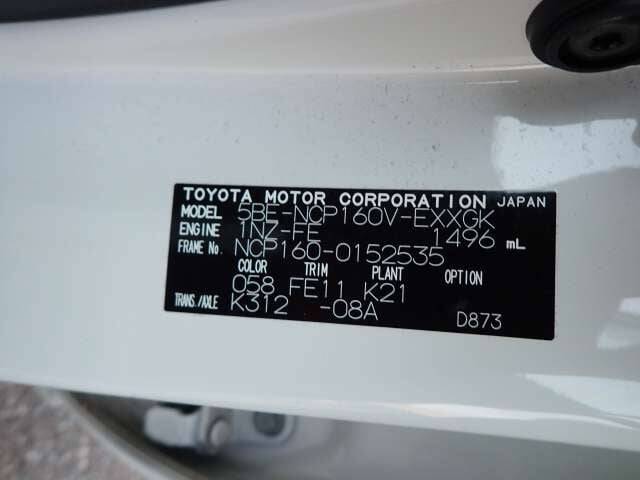 TOYOTA MOTOR CORPORATION JAPAN
MODEL 5BE-NCP160V-EXXGK
ENGINE 1NZ-FE 1496 mL
FRAME No. NCP160-0152535
COLOR TRIM PLANT OPTION
058 FE11 K21
TRANS./AXLE K312 -08A D873